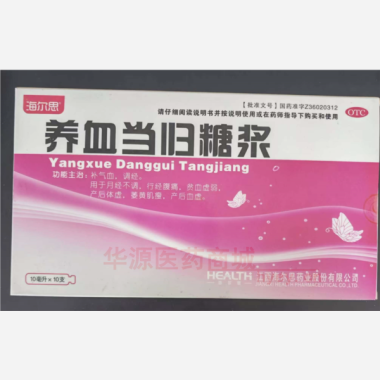 海尔思
【批准文号】国药准字Z36020312
请仔细阅读说明书并按说明使用或在药师指导下购买和使用
OTC
养血当归糖浆
Yangxue Danggui Tangjiang
功能主治：补气血，调经。
用于月经不调，行经腹痛，贫血虚弱，
产后体虚，萎黄肌瘦，产后血虚。
华源医药商城
10毫升×10支
HEALTH
江西海尔思药业股份有限公司